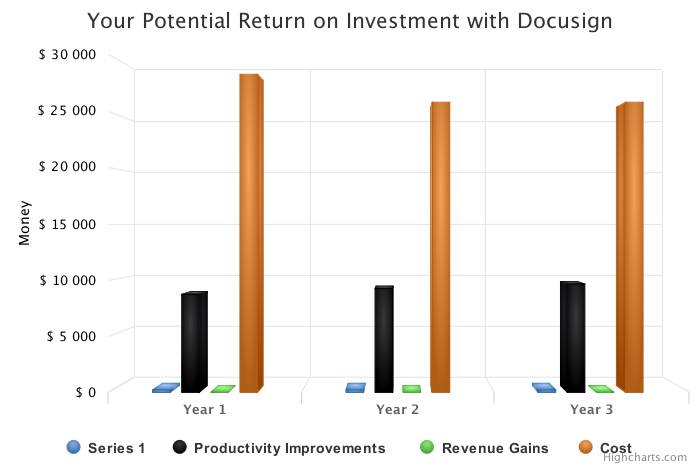 Your Potential Return on Investment with Docusign
$ 30 000
$ 25 000
$ 20 000
$ 15 000
$ 10 000
$ 5 000
$ 0
Money
Year 1
Year 2
Year 3
Series 1
Productivity Improvements
Revenue Gains
Cost
Highcharts.com